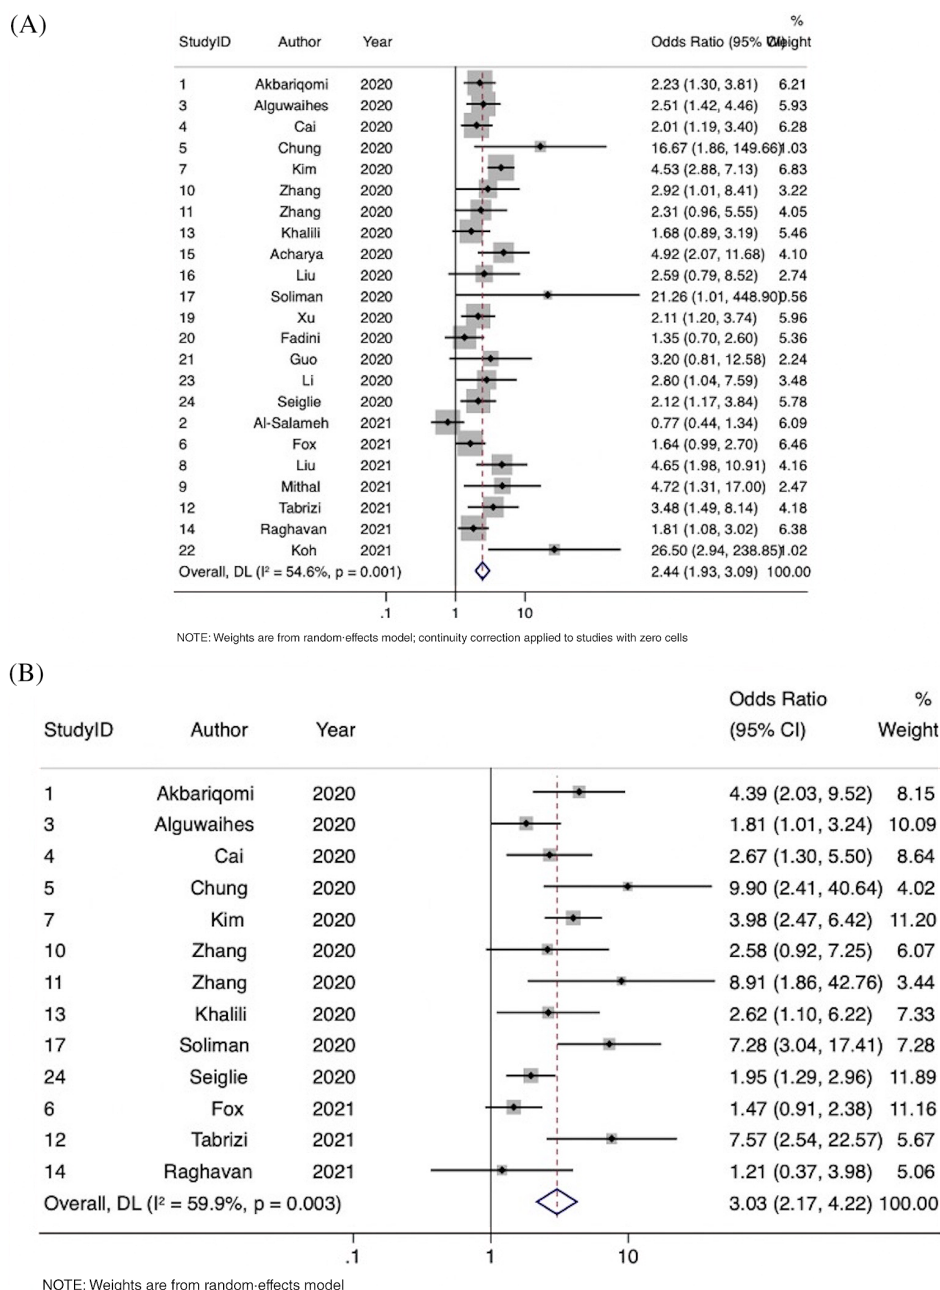 (A)
%
StudyID Author Year Odds Ratio (95% CI) Weight
1 Akbariqomi 2020 2.23 (1.30, 3.81) 6.21
3 Alguwaihes 2020 2.51 (1.42, 4.46) 5.93
4 Cai 2020 2.01 (1.19, 3.40) 6.28
5 Chung 2020 16.67 (1.86, 149.66) 1.03
7 Kim 2020 4.53 (2.88, 7.13) 6.83
10 Zhang 2020 2.92 (1.01, 8.41) 3.22
11 Zhang 2020 2.31 (0.96, 5.55) 4.05
13 Khalili 2020 1.68 (0.89, 3.19) 5.46
15 Acharya 2020 4.92 (2.07, 11.68) 4.10
16 Liu 2020 2.59 (0.79, 8.52) 2.74
17 Soliman 2020 21.26 (1.01, 448.90) 0.56
19 Xu 2020 2.11 (1.20, 3.74) 5.96
20 Fadini 2020 1.35 (0.70, 2.60) 5.36
21 Guo 2020 3.20 (0.81, 12.58) 2.24
23 Li 2020 2.80 (1.04, 7.59) 3.48
24 Seiglie 2020 2.12 (1.17, 3.84) 5.78
2 Al-Salameh 2021 0.77 (0.44, 1.34) 6.09
6 Fox 2021 1.64 (0.99, 2.70) 6.46
8 Liu 2021 4.65 (1.98, 10.91) 4.16
9 Mithal 2021 4.72 (1.31, 17.00) 2.47
12 Tabrizi 2021 3.48 (1.49, 8.14) 4.18
14 Raghavan 2021 1.81 (1.08, 3.02) 6.38
22 Koh 2021 26.50 (2.94, 238.85) 1.02
Overall, DL (I² = 54.6%, p = 0.001) 2.44 (1.93, 3.09) 100.00
.1 1 10
NOTE: Weights are from random-effects model; continuity correction applied to studies with zero cells
(B)
Odds Ratio %
StudyID Author Year (95% CI) Weight
1 Akbariqomi 2020 4.39 (2.03, 9.52) 8.15
3 Alguwaihes 2020 1.81 (1.01, 3.24) 10.09
4 Cai 2020 2.67 (1.30, 5.50) 8.64
5 Chung 2020 9.90 (2.41, 40.64) 4.02
7 Kim 2020 3.98 (2.47, 6.42) 11.20
10 Zhang 2020 2.58 (0.92, 7.25) 6.07
11 Zhang 2020 8.91 (1.86, 42.76) 3.44
13 Khalili 2020 2.62 (1.10, 6.22) 7.33
17 Soliman 2020 7.28 (3.04, 17.41) 7.28
24 Seiglie 2020 1.95 (1.29, 2.96) 11.89
6 Fox 2021 1.47 (0.91, 2.38) 11.16
12 Tabrizi 2021 7.57 (2.54, 22.57) 5.67
14 Raghavan 2021 1.21 (0.37, 3.98) 5.06
Overall, DL (I² = 59.9%, p = 0.003) 3.03 (2.17, 4.22) 100.00
.1 1 10
NOTE: Weights are from random-effects model